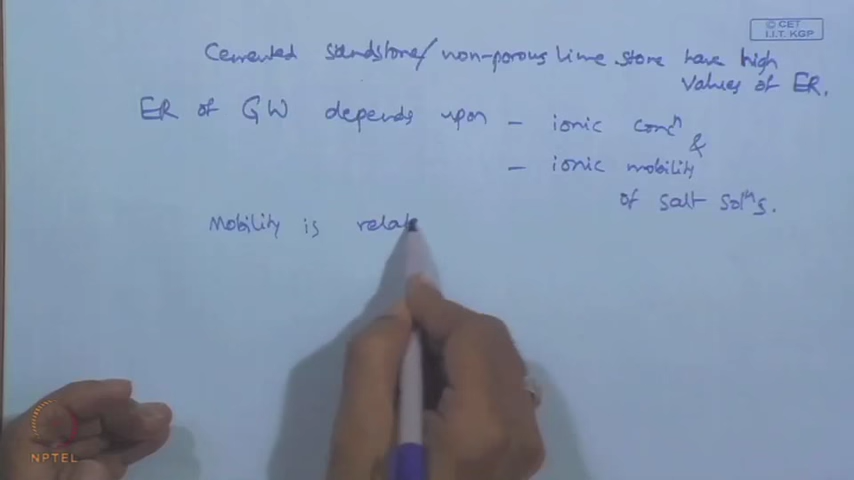 © CET
I.I.T. KGP
Cemented sandstone/non-porous lime stone have high
values of ER.
ER of GW depends upon - ionic concⁿ
&
- ionic mobility
of salt solⁿs.
Mobility is relate
NPTEL